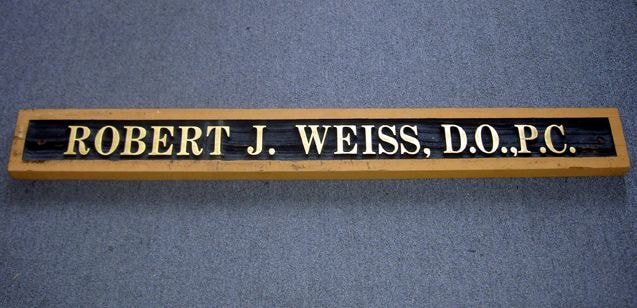 ROBERT J. WEISS, D.O.,P.C.